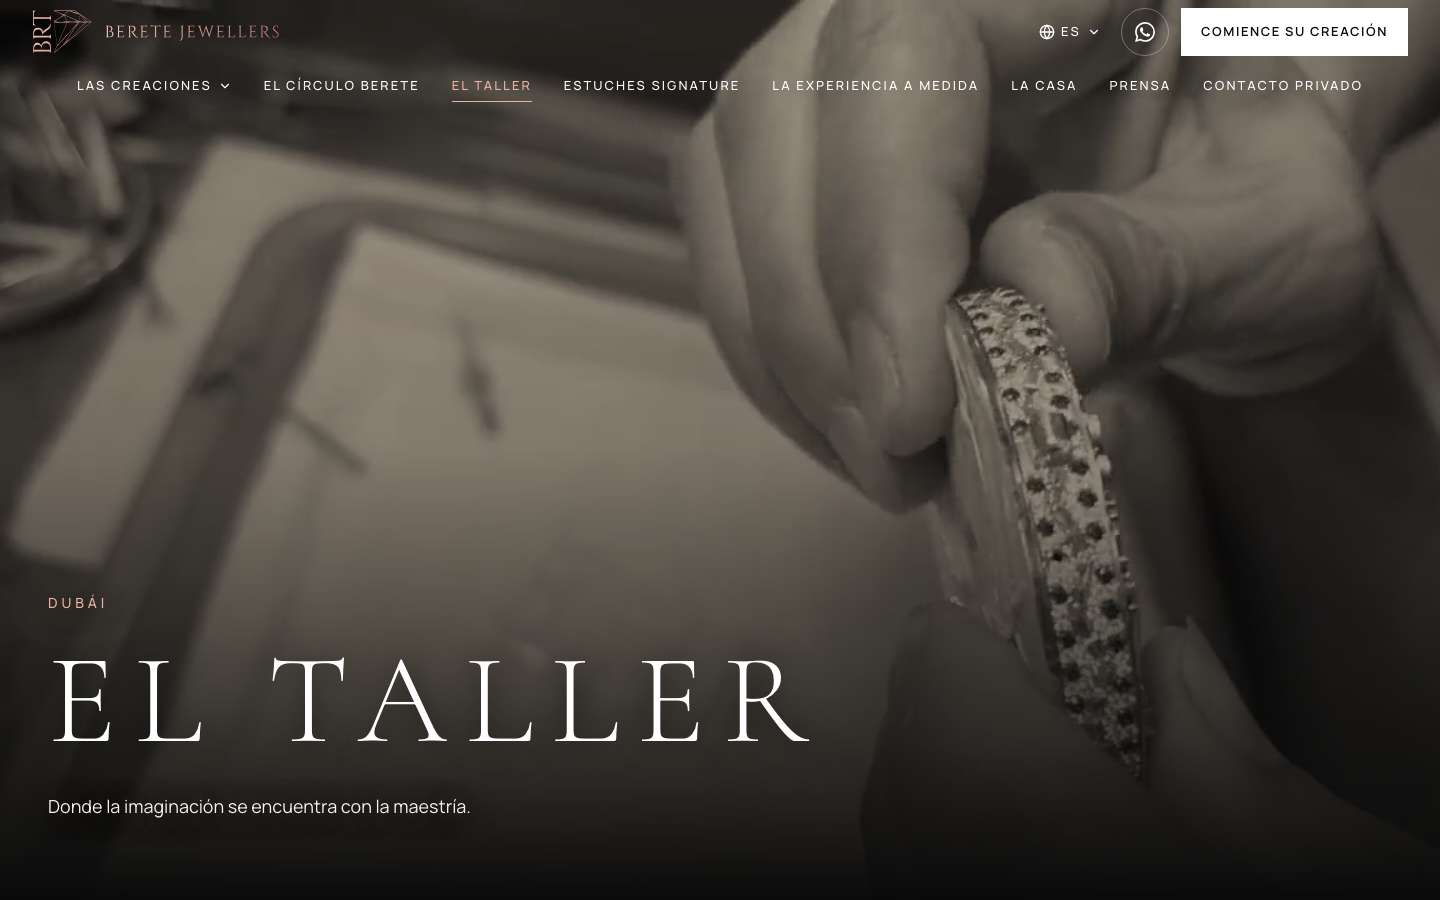 BRT
BERETE JEWELLERS
ES
COMIENCE SU CREACIÓN
LAS CREACIONES
EL CÍRCULO BERETE
EL TALLER
ESTUCHES SIGNATURE
LA EXPERIENCIA A MEDIDA
LA CASA
PRENSA
CONTACTO PRIVADO
DUBÁI
EL TALLER
Donde la imaginación se encuentra con la maestría.